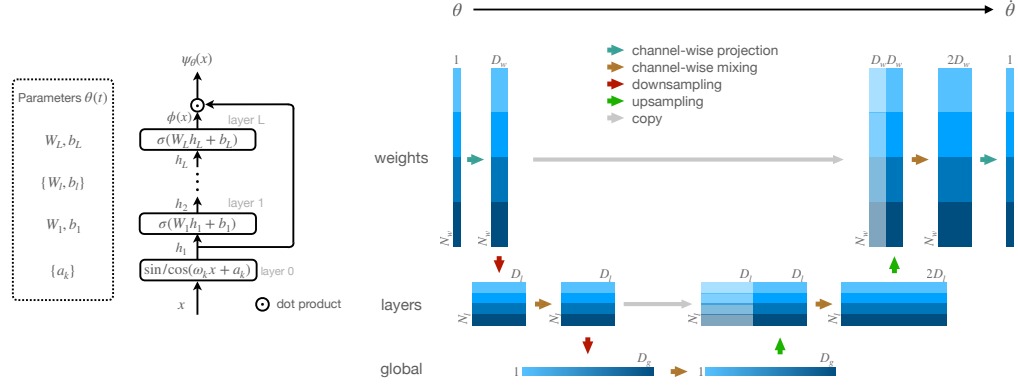 Parameters θ(t)
W_L, b_L
{W_l, b_l}
W_1, b_1
{a_k}
ψ_θ(x)
ϕ(x)
layer L
σ(W_L h_L + b_L)
h_L
h_2
layer 1
σ(W_1 h_1 + b_1)
h_1
sin/cos(ω_k x + a_k)
layer 0
x
dot product
θ
θ̇
channel-wise projection
channel-wise mixing
downsampling
upsampling
copy
1
D_w
D_w D_w
2D_w
1
weights
N_w
N_w
N_w
N_w
D_l
D_l
D_l
D_l
2D_l
layers
N_l
N_l
N_l
N_l
D_g
D_g
global
1
1